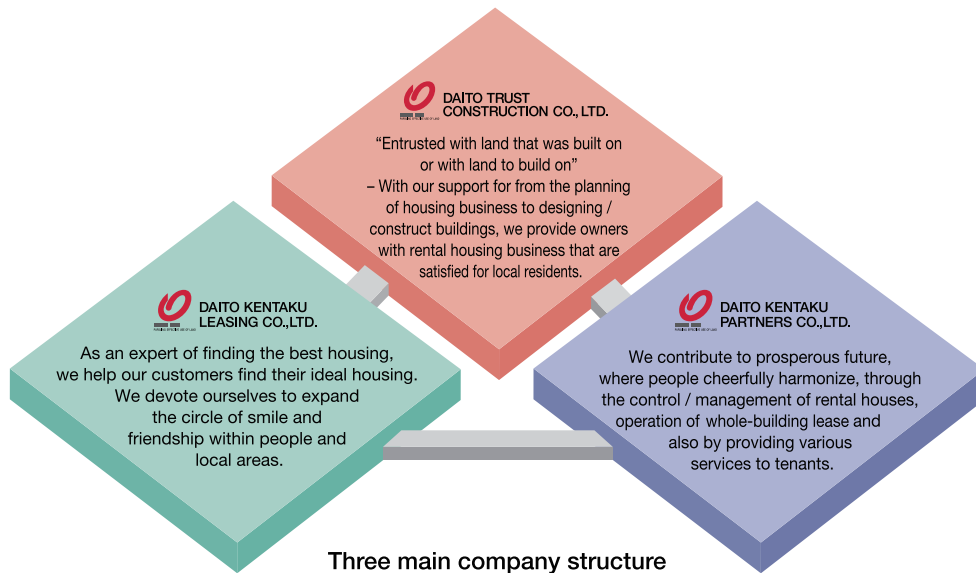 DAITO TRUST
CONSTRUCTION CO., LTD.
“Entrusted with land that was built on
or with land to build on”
– With our support for from the planning
of housing business to designing /
construct buildings, we provide owners
with rental housing business that are
satisfied for local residents.
DAITO KENTAKU
LEASING CO.,LTD.
As an expert of finding the best housing,
we help our customers find their ideal housing.
We devote ourselves to expand
the circle of smile and
friendship within people and
local areas.
DAITO KENTAKU
PARTNERS CO.,LTD.
We contribute to prosperous future,
where people cheerfully harmonize, through
the control / management of rental houses,
operation of whole-building lease and
also by providing various
services to tenants.
Three main company structure